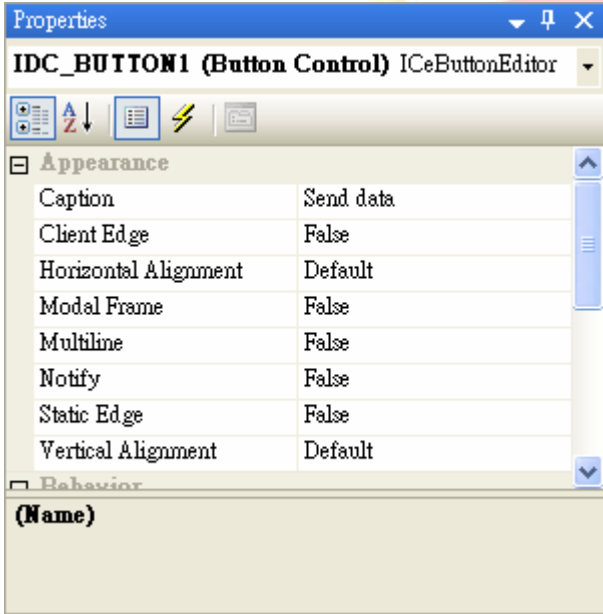 Properties
IDC_BUTTON1 (Button Control) ICeButtonEditor
A
Z
Appearance
Caption Send data
Client Edge False
Horizontal Alignment Default
Modal Frame False
Multiline False
Notify False
Static Edge False
Vertical Alignment Default
Behavior
(Name)